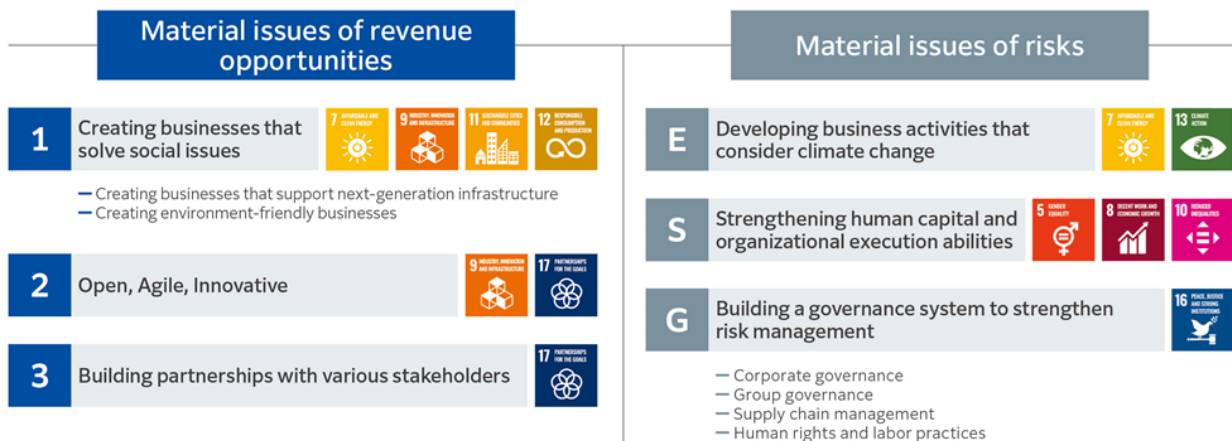 Material issues of revenue
opportunities
1
Creating businesses that
solve social issues
7 AFFORDABLE AND
CLEAN ENERGY
9 INDUSTRY, INNOVATION
AND INFRASTRUCTURE
11 SUSTAINABLE CITIES
AND COMMUNITIES
12 RESPONSIBLE
CONSUMPTION
AND PRODUCTION
— Creating businesses that support next-generation infrastructure
— Creating environment-friendly businesses
2
Open, Agile, Innovative
9 INDUSTRY, INNOVATION
AND INFRASTRUCTURE
17 PARTNERSHIPS
FOR THE GOALS
3
Building partnerships with various stakeholders
17 PARTNERSHIPS
FOR THE GOALS
Material issues of risks
E
Developing business activities that
consider climate change
7 AFFORDABLE AND
CLEAN ENERGY
13 CLIMATE
ACTION
S
Strengthening human capital and
organizational execution abilities
5 GENDER
EQUALITY
8 DECENT WORK AND
ECONOMIC GROWTH
10 REDUCED
INEQUALITIES
G
Building a governance system to strengthen
risk management
16 PEACE, JUSTICE
AND STRONG
INSTITUTIONS
— Corporate governance
— Group governance
— Supply chain management
— Human rights and labor practices